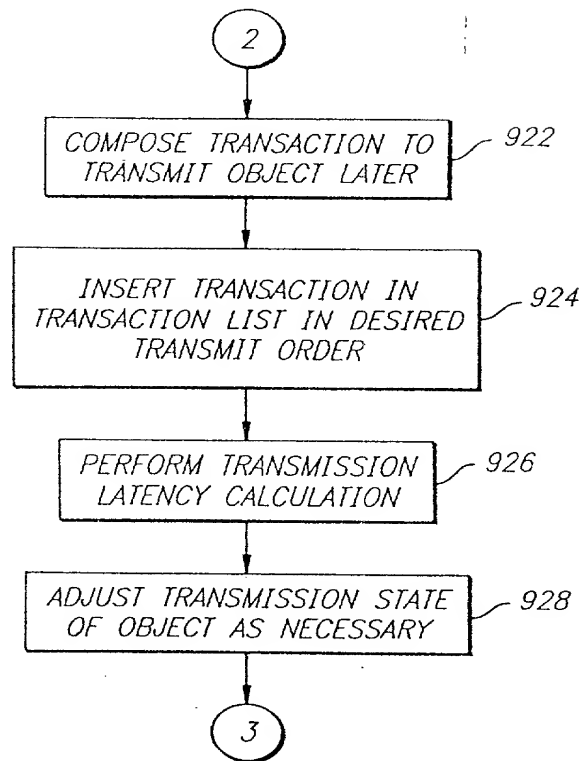 2
COMPOSE TRANSACTION TO
TRANSMIT OBJECT LATER
922
INSERT TRANSACTION IN
TRANSACTION LIST IN DESIRED
TRANSMIT ORDER
924
PERFORM TRANSMISSION
LATENCY CALCULATION
926
ADJUST TRANSMISSION STATE
OF OBJECT AS NECESSARY
928
3